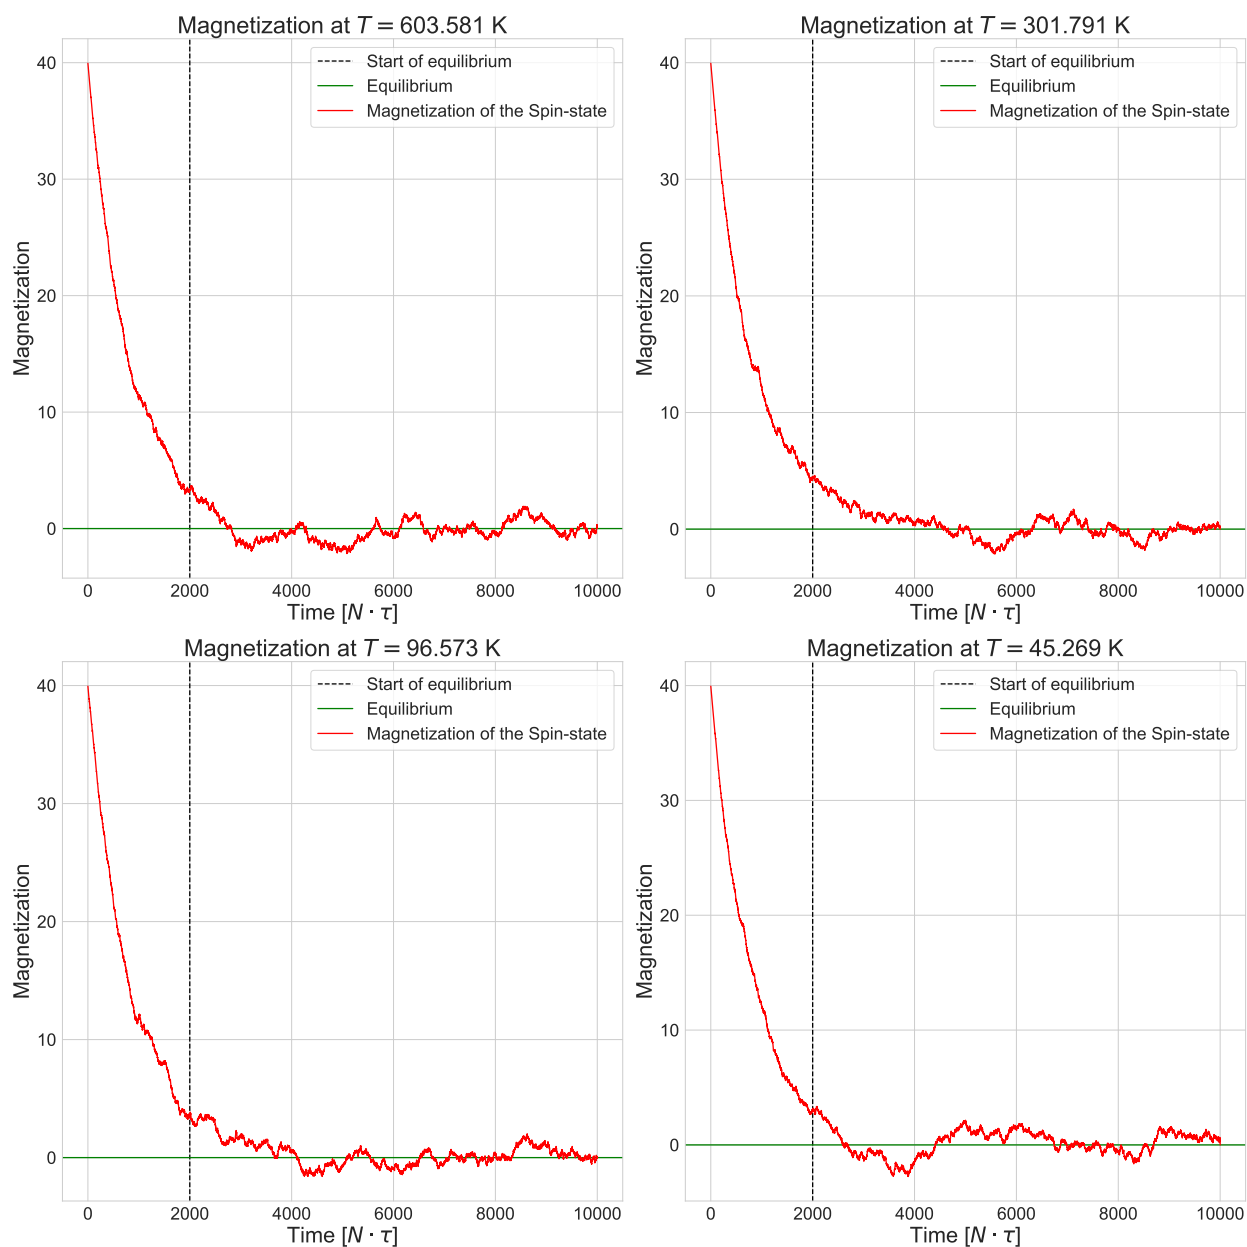 Magnetization at T = 603.581 K
Start of equilibrium
Equilibrium
Magnetization of the Spin-state
Magnetization
40
30
20
10
0
0 2000 4000 6000 8000 10000
Time [N · τ]
Magnetization at T = 301.791 K
Start of equilibrium
Equilibrium
Magnetization of the Spin-state
Magnetization
40
30
20
10
0
0 2000 4000 6000 8000 10000
Time [N · τ]
Magnetization at T = 96.573 K
Start of equilibrium
Equilibrium
Magnetization of the Spin-state
Magnetization
40
30
20
10
0
0 2000 4000 6000 8000 10000
Time [N · τ]
Magnetization at T = 45.269 K
Start of equilibrium
Equilibrium
Magnetization of the Spin-state
Magnetization
40
30
20
10
0
0 2000 4000 6000 8000 10000
Time [N · τ]